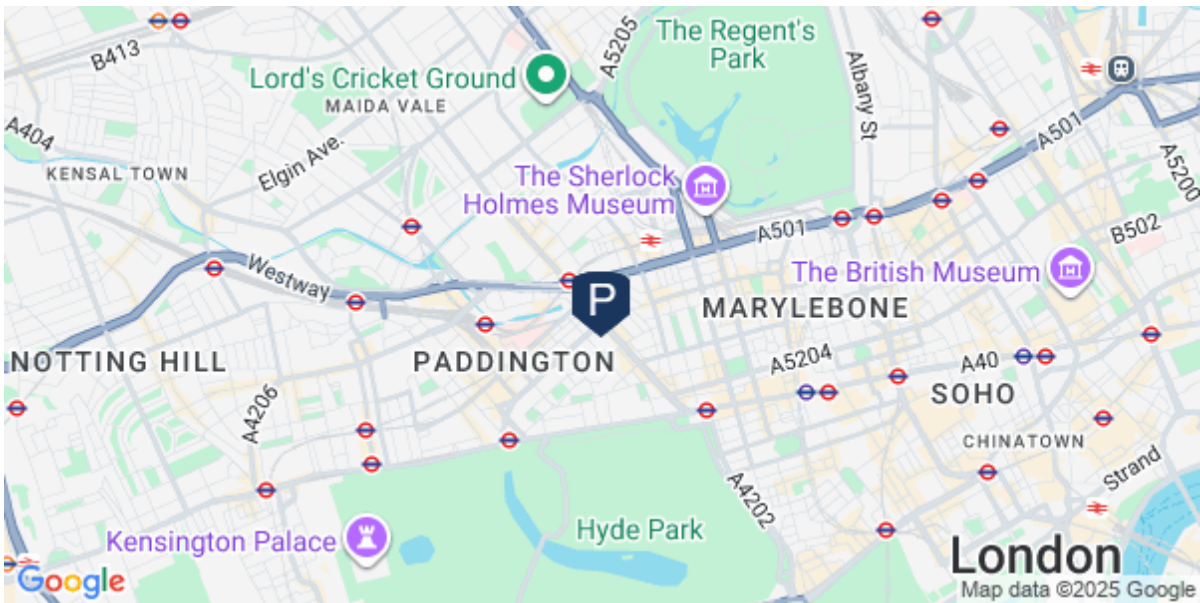 The Regent's
Park
B413
A5205
Albany St
Lord's Cricket Ground
MAIDA VALE
A404
A501
Elgin Ave.
KENSAL TOWN
A5200
The Sherlock
Holmes Museum
A501
B502
Westway
The British Museum
P
MARYLEBONE
NOTTING HILL
PADDINGTON
A5204
A40
SOHO
A4206
CHINATOWN
Strand
A4202
Hyde Park
Kensington Palace
London
Google
Map data ©2025 Google